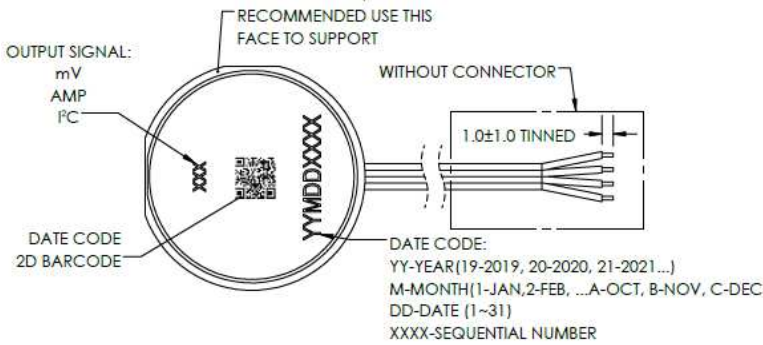 RECOMMENDED USE THIS
FACE TO SUPPORT
OUTPUT SIGNAL:
mV
AMP
I²C
WITHOUT CONNECTOR
1.0±1.0 TINNED
XXX
YYMDDXXXX
DATE CODE
2D BARCODE
DATE CODE:
YY-YEAR(19-2019, 20-2020, 21-2021...)
M-MONTH(1-JAN,2-FEB, ...A-OCT, B-NOV, C-DEC
DD-DATE (1~31)
XXXX-SEQUENTIAL NUMBER